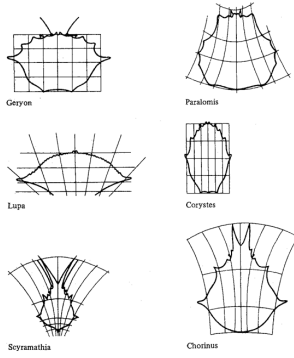 Geryon
Paralomis
Lupa
Corystes
Scyramathia
Chorinus